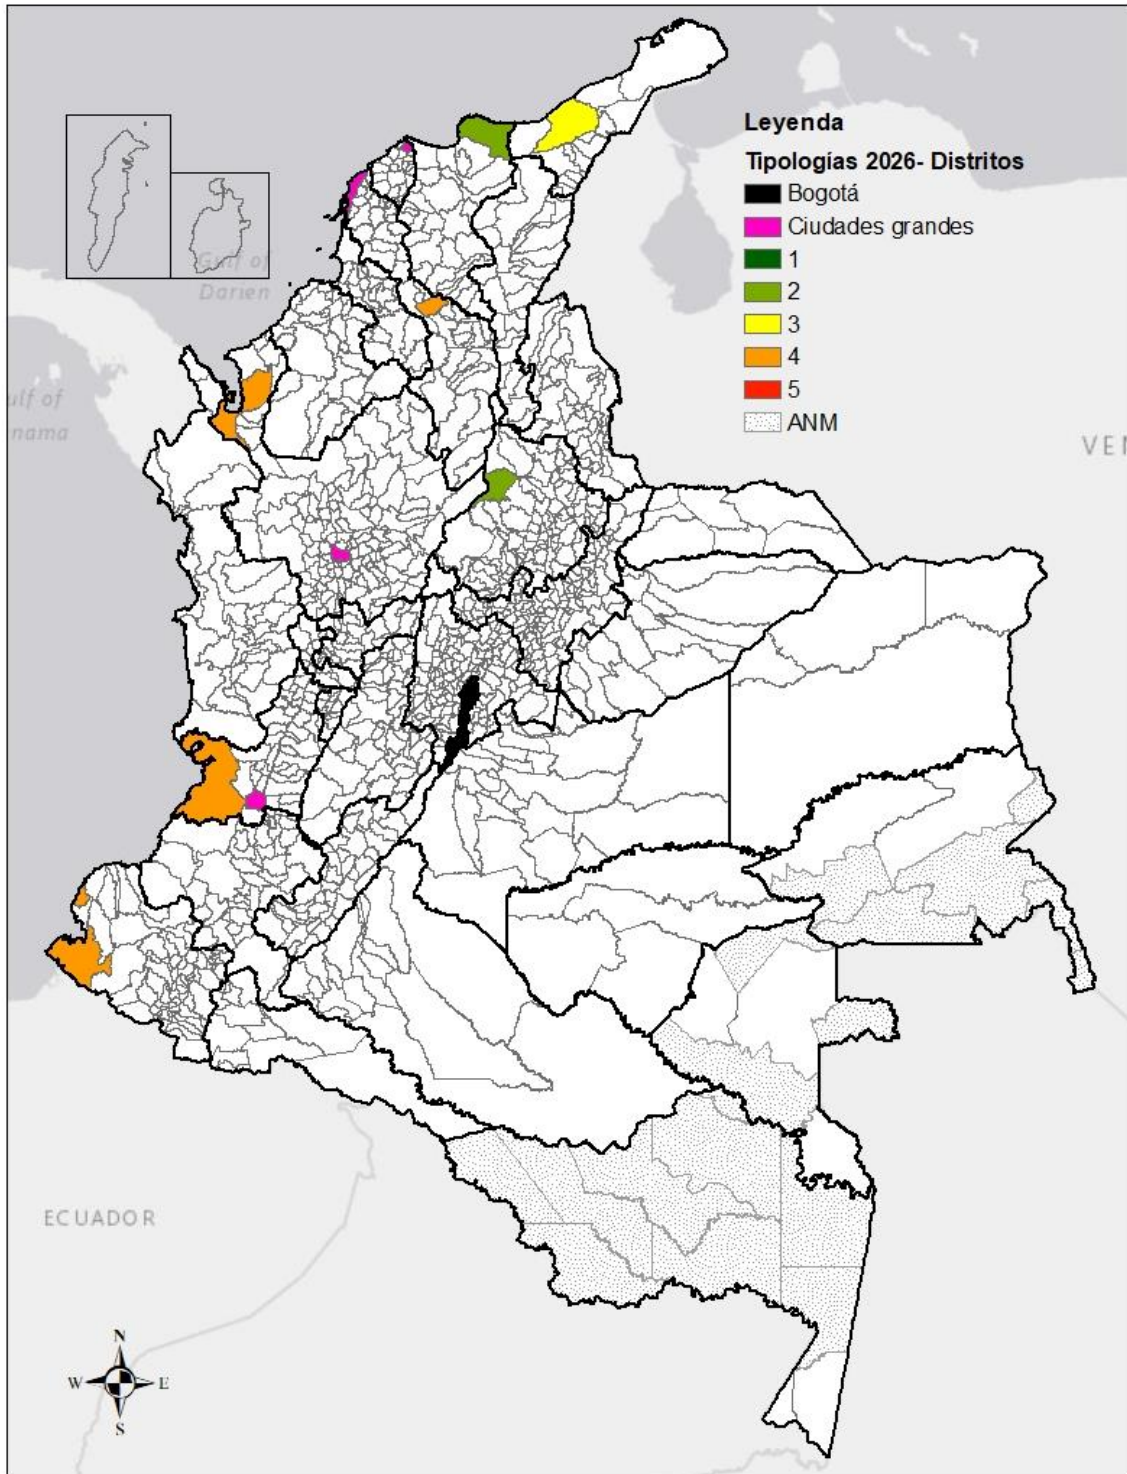 Leyenda
Tipologías 2026- Distritos
Bogotá
Ciudades grandes
1
2
3
4
5
ANM
Gulf of
Darien
ulf of
nama
VEN
ECUADOR
N
W E
S